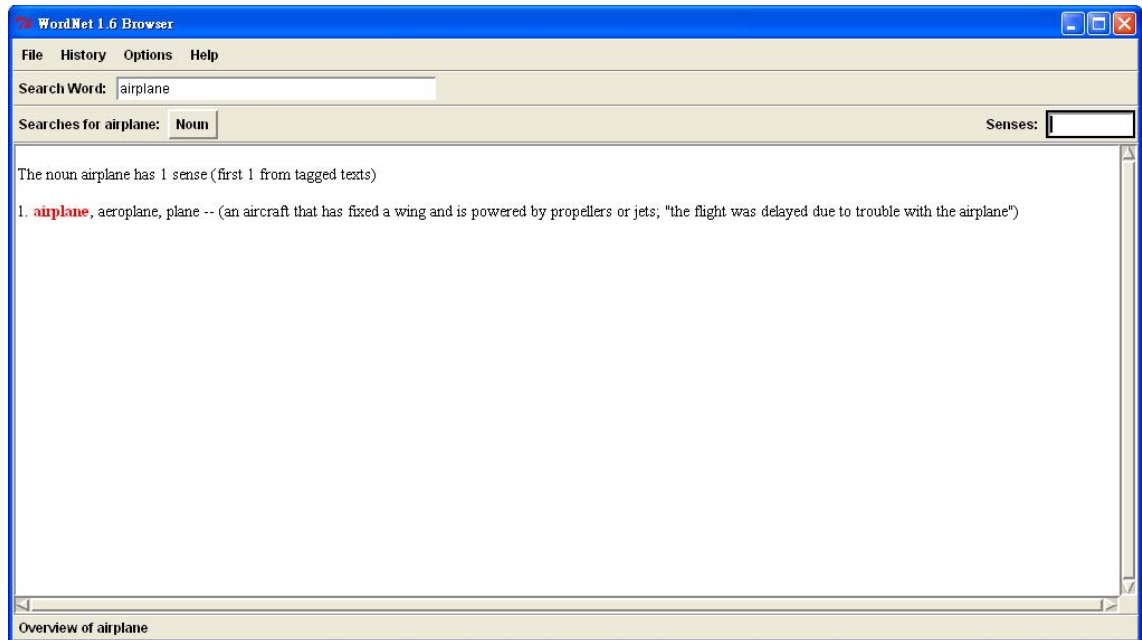 WordNet 1.6 Browser
File History Options Help
Search Word: airplane
Searches for airplane: Noun Senses:
The noun airplane has 1 sense (first 1 from tagged texts)
1. airplane, aeroplane, plane -- (an aircraft that has fixed a wing and is powered by propellers or jets; "the flight was delayed due to trouble with the airplane")
Overview of airplane